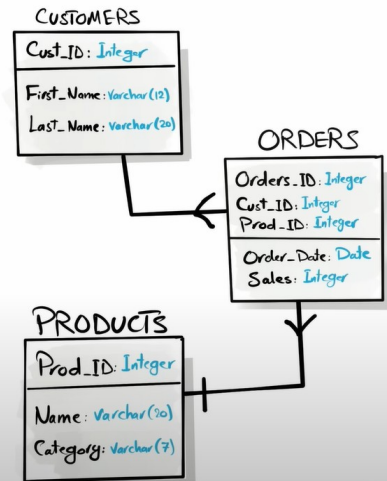 CUSTOMERS
Cust_ID: Integer
First_Name: Varchar(12)
Last_Name: Varchar(20)
ORDERS
Orders_ID: Integer
Cust_ID: Integer
Prod_ID: Integer
Order_Date: Date
Sales: Integer
PRODUCTS
Prod_ID: Integer
Name: Varchar(20)
Category: Varchar(7)